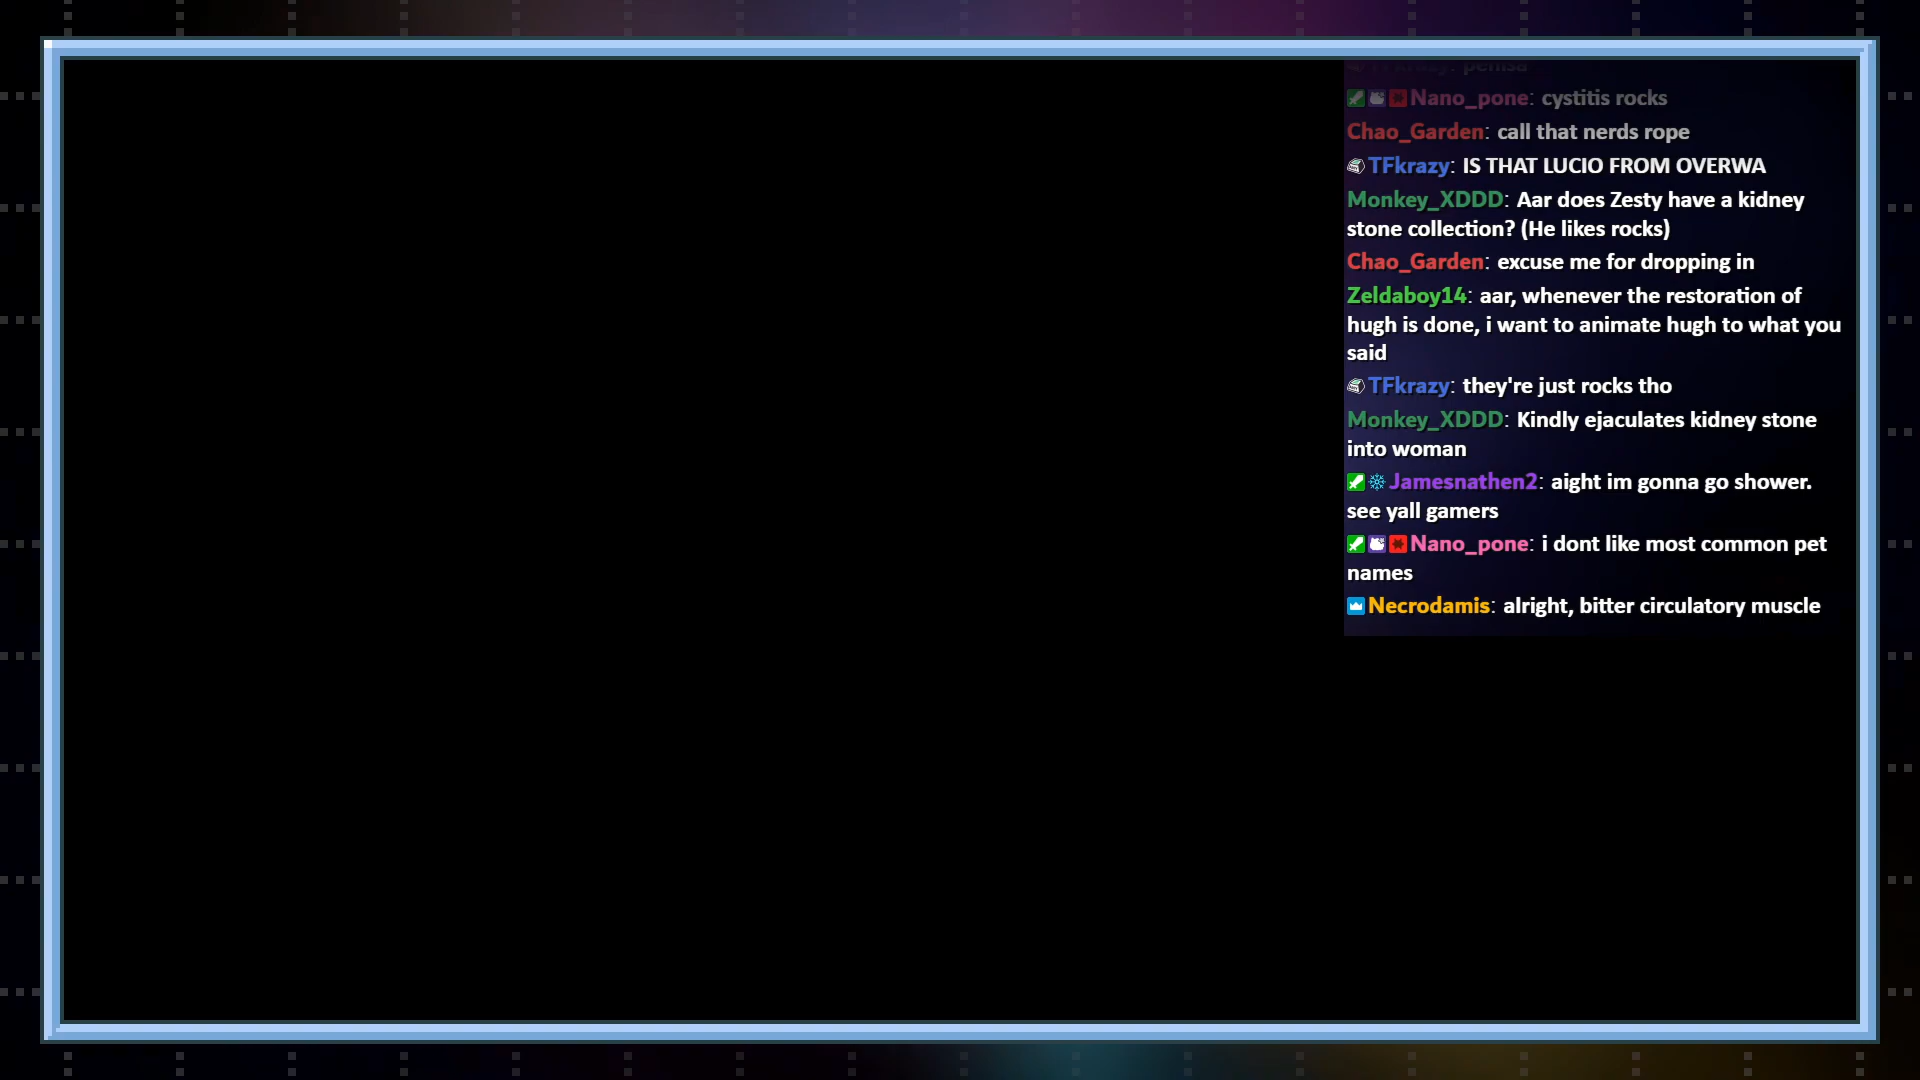 Nano_pone: cystitis rocks
Chao_Garden: call that nerds rope
TFkrazy: IS THAT LUCIO FROM OVERWA
Monkey_XDDD: Aar does Zesty have a kidney
stone collection? (He likes rocks)
Chao_Garden: excuse me for dropping in
Zeldaboy14: aar, whenever the restoration of
hugh is done, i want to animate hugh to what you
said
TFkrazy: they're just rocks tho
Monkey_XDDD: Kindly ejaculates kidney stone
into woman
Jamesnathen2: aight im gonna go shower.
see yall gamers
Nano_pone: i dont like most common pet
names
Necrodamis: alright, bitter circulatory muscle